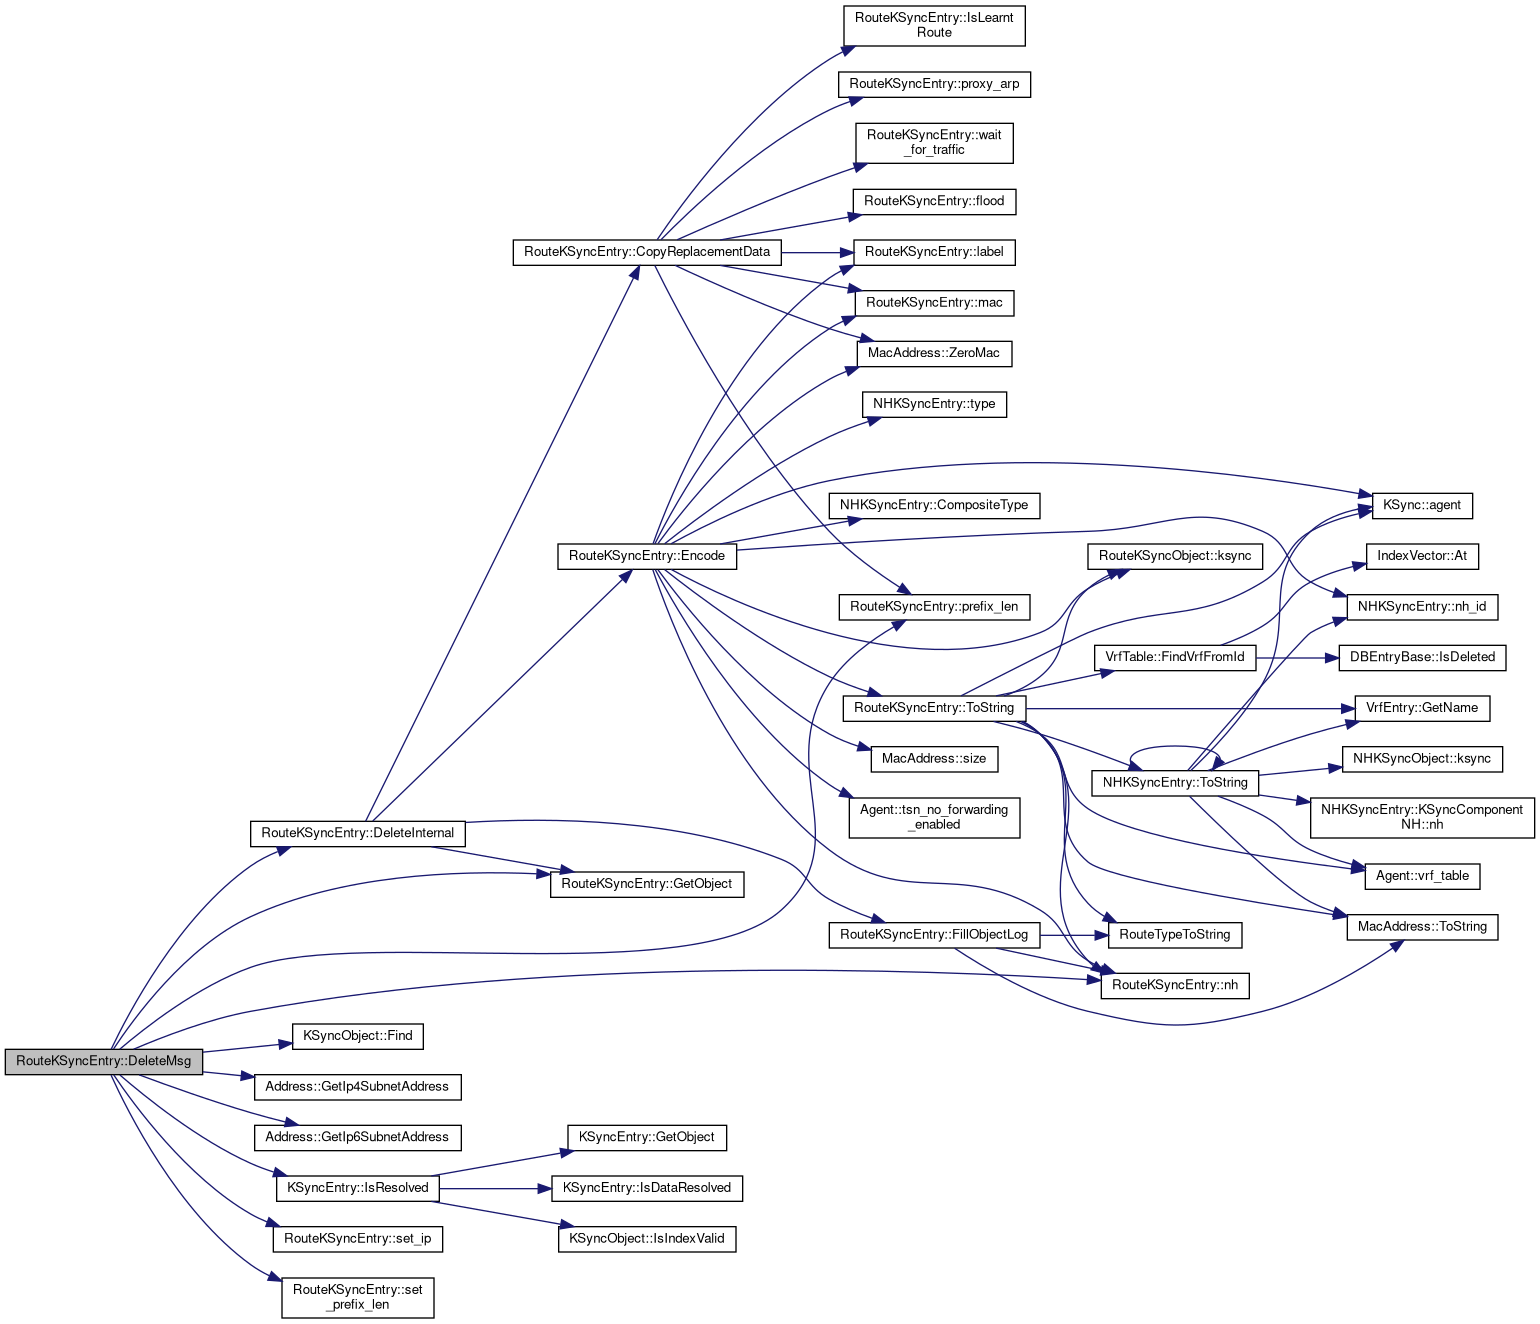 RouteKSyncEntry::IsLearnt
Route
RouteKSyncEntry::proxy_arp
RouteKSyncEntry::wait
_for_traffic
RouteKSyncEntry::flood
RouteKSyncEntry::CopyReplacementData
RouteKSyncEntry::label
RouteKSyncEntry::mac
MacAddress::ZeroMac
NHKSyncEntry::type
NHKSyncEntry::CompositeType
KSync::agent
RouteKSyncEntry::Encode
RouteKSyncObject::ksync
IndexVector::At
RouteKSyncEntry::prefix_len
NHKSyncEntry::nh_id
VrfTable::FindVrfFromId
DBEntryBase::IsDeleted
RouteKSyncEntry::ToString
VrfEntry::GetName
MacAddress::size
NHKSyncObject::ksync
NHKSyncEntry::ToString
Agent::tsn_no_forwarding
_enabled
NHKSyncEntry::KSyncComponent
NH::nh
RouteKSyncEntry::DeleteInternal
RouteKSyncEntry::GetObject
Agent::vrf_table
RouteKSyncEntry::FillObjectLog
RouteTypeToString
MacAddress::ToString
RouteKSyncEntry::nh
KSyncObject::Find
RouteKSyncEntry::DeleteMsg
Address::GetIp4SubnetAddress
Address::GetIp6SubnetAddress
KSyncEntry::GetObject
KSyncEntry::IsResolved
KSyncEntry::IsDataResolved
RouteKSyncEntry::set_ip
KSyncObject::IsIndexValid
RouteKSyncEntry::set
_prefix_len